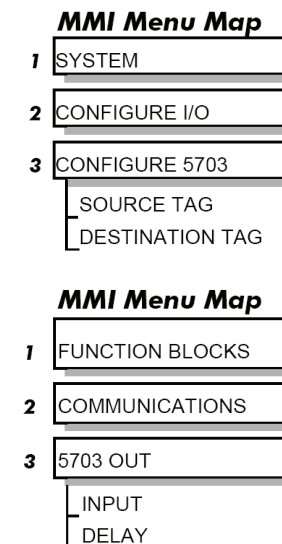 MMI Menu Map
1 SYSTEM
2 CONFIGURE I/O
3 CONFIGURE 5703
SOURCE TAG
DESTINATION TAG
MMI Menu Map
1 FUNCTION BLOCKS
2 COMMUNICATIONS
3 5703 OUT
INPUT
DELAY